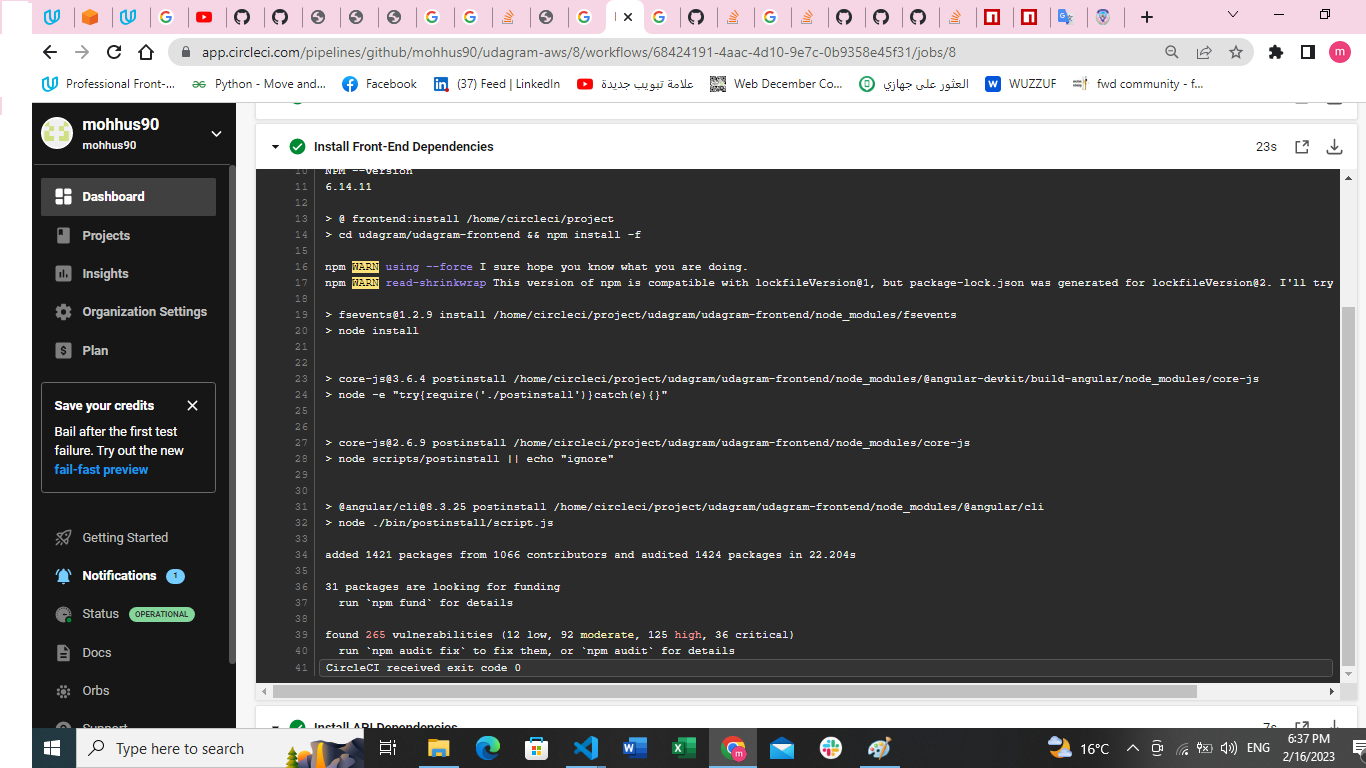 app.circleci.com/pipelines/github/mohhus90/udagram-aws/8/workflows/68424191-4aac-4d10-9e7c-0b9358e45f31/jobs/8
m
Professional Front-...
Python - Move and...
Facebook
(37) Feed | LinkedIn
علامة تبويب جديدة
Web December Co...
العثور على جهازي
WUZZUF
fwd community - f...
mohhus90
mohhus90
Dashboard
Projects
Insights
Organization Settings
Plan
Save your credits
Bail after the first test
failure. Try out the new
fail-fast preview
Getting Started
Notifications 1
Status OPERATIONAL
Docs
Orbs
Support
Install Front-End Dependencies 23s
10 NPM --version
11 6.14.11
12
13 > @ frontend:install /home/circleci/project
14 > cd udagram/udagram-frontend && npm install -f
15
16 npm WARN using --force I sure hope you know what you are doing.
17 npm WARN read-shrinkwrap This version of npm is compatible with lockfileVersion@1, but package-lock.json was generated for lockfileVersion@2. I'll try
18
19 > fsevents@1.2.9 install /home/circleci/project/udagram/udagram-frontend/node_modules/fsevents
20 > node install
21
22
23 > core-js@3.6.4 postinstall /home/circleci/project/udagram/udagram-frontend/node_modules/@angular-devkit/build-angular/node_modules/core-js
24 > node -e "try{require('./postinstall')}catch(e){}"
25
26
27 > core-js@2.6.9 postinstall /home/circleci/project/udagram/udagram-frontend/node_modules/core-js
28 > node scripts/postinstall || echo "ignore"
29
30
31 > @angular/cli@8.3.25 postinstall /home/circleci/project/udagram/udagram-frontend/node_modules/@angular/cli
32 > node ./bin/postinstall/script.js
33
34 added 1421 packages from 1066 contributors and audited 1424 packages in 22.204s
35
36 31 packages are looking for funding
37 run `npm fund` for details
38
39 found 265 vulnerabilities (12 low, 92 moderate, 125 high, 36 critical)
40 run `npm audit fix` to fix them, or `npm audit` for details
41 CircleCI received exit code 0
Install API Dependencies 7s
Type here to search
16°C
ENG
6:37 PM
2/16/2023